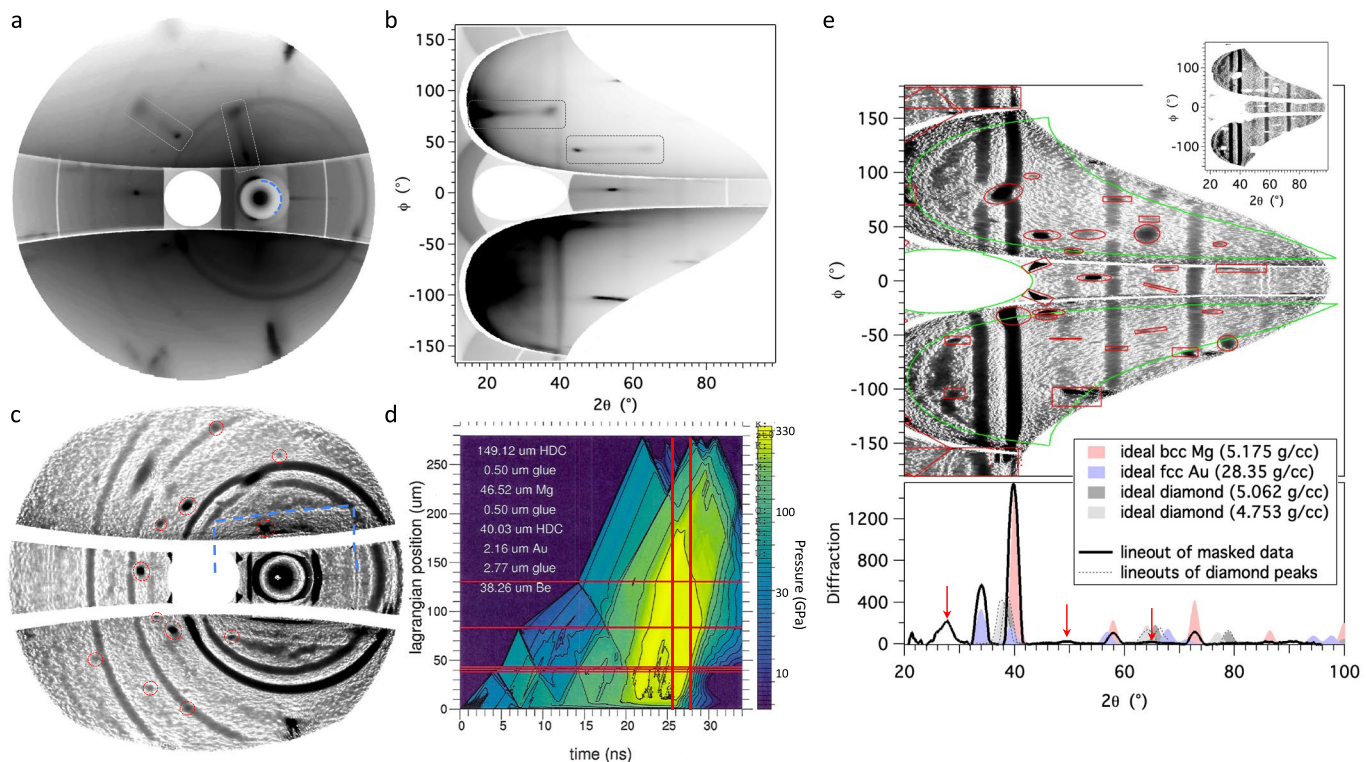 a
b
150
100
50
0
-50
-100
-150
ϕ (°)
20
40
60
80
2θ (°)
c
d
149.12 um HDC
0.50 um glue
46.52 um Mg
0.50 um glue
40.03 um HDC
2.16 um Au
2.77 um glue
38.26 um Be
250
200
150
100
50
0
lagrangian position (um)
0
5
10
15
20
25
30
time (ns)
330
100
30
10
Pressure (GPa)
e
150
100
50
0
-50
-100
-150
ϕ (°)
100
0
-100
ϕ (°)
20
40
60
80
100
2θ (°)
ideal bcc Mg (5.175 g/cc)
ideal fcc Au (28.35 g/cc)
ideal diamond (5.062 g/cc)
ideal diamond (4.753 g/cc)
lineout of masked data
lineouts of diamond peaks
1200
800
400
0
Diffraction
20
40
60
80
100
2θ (°)